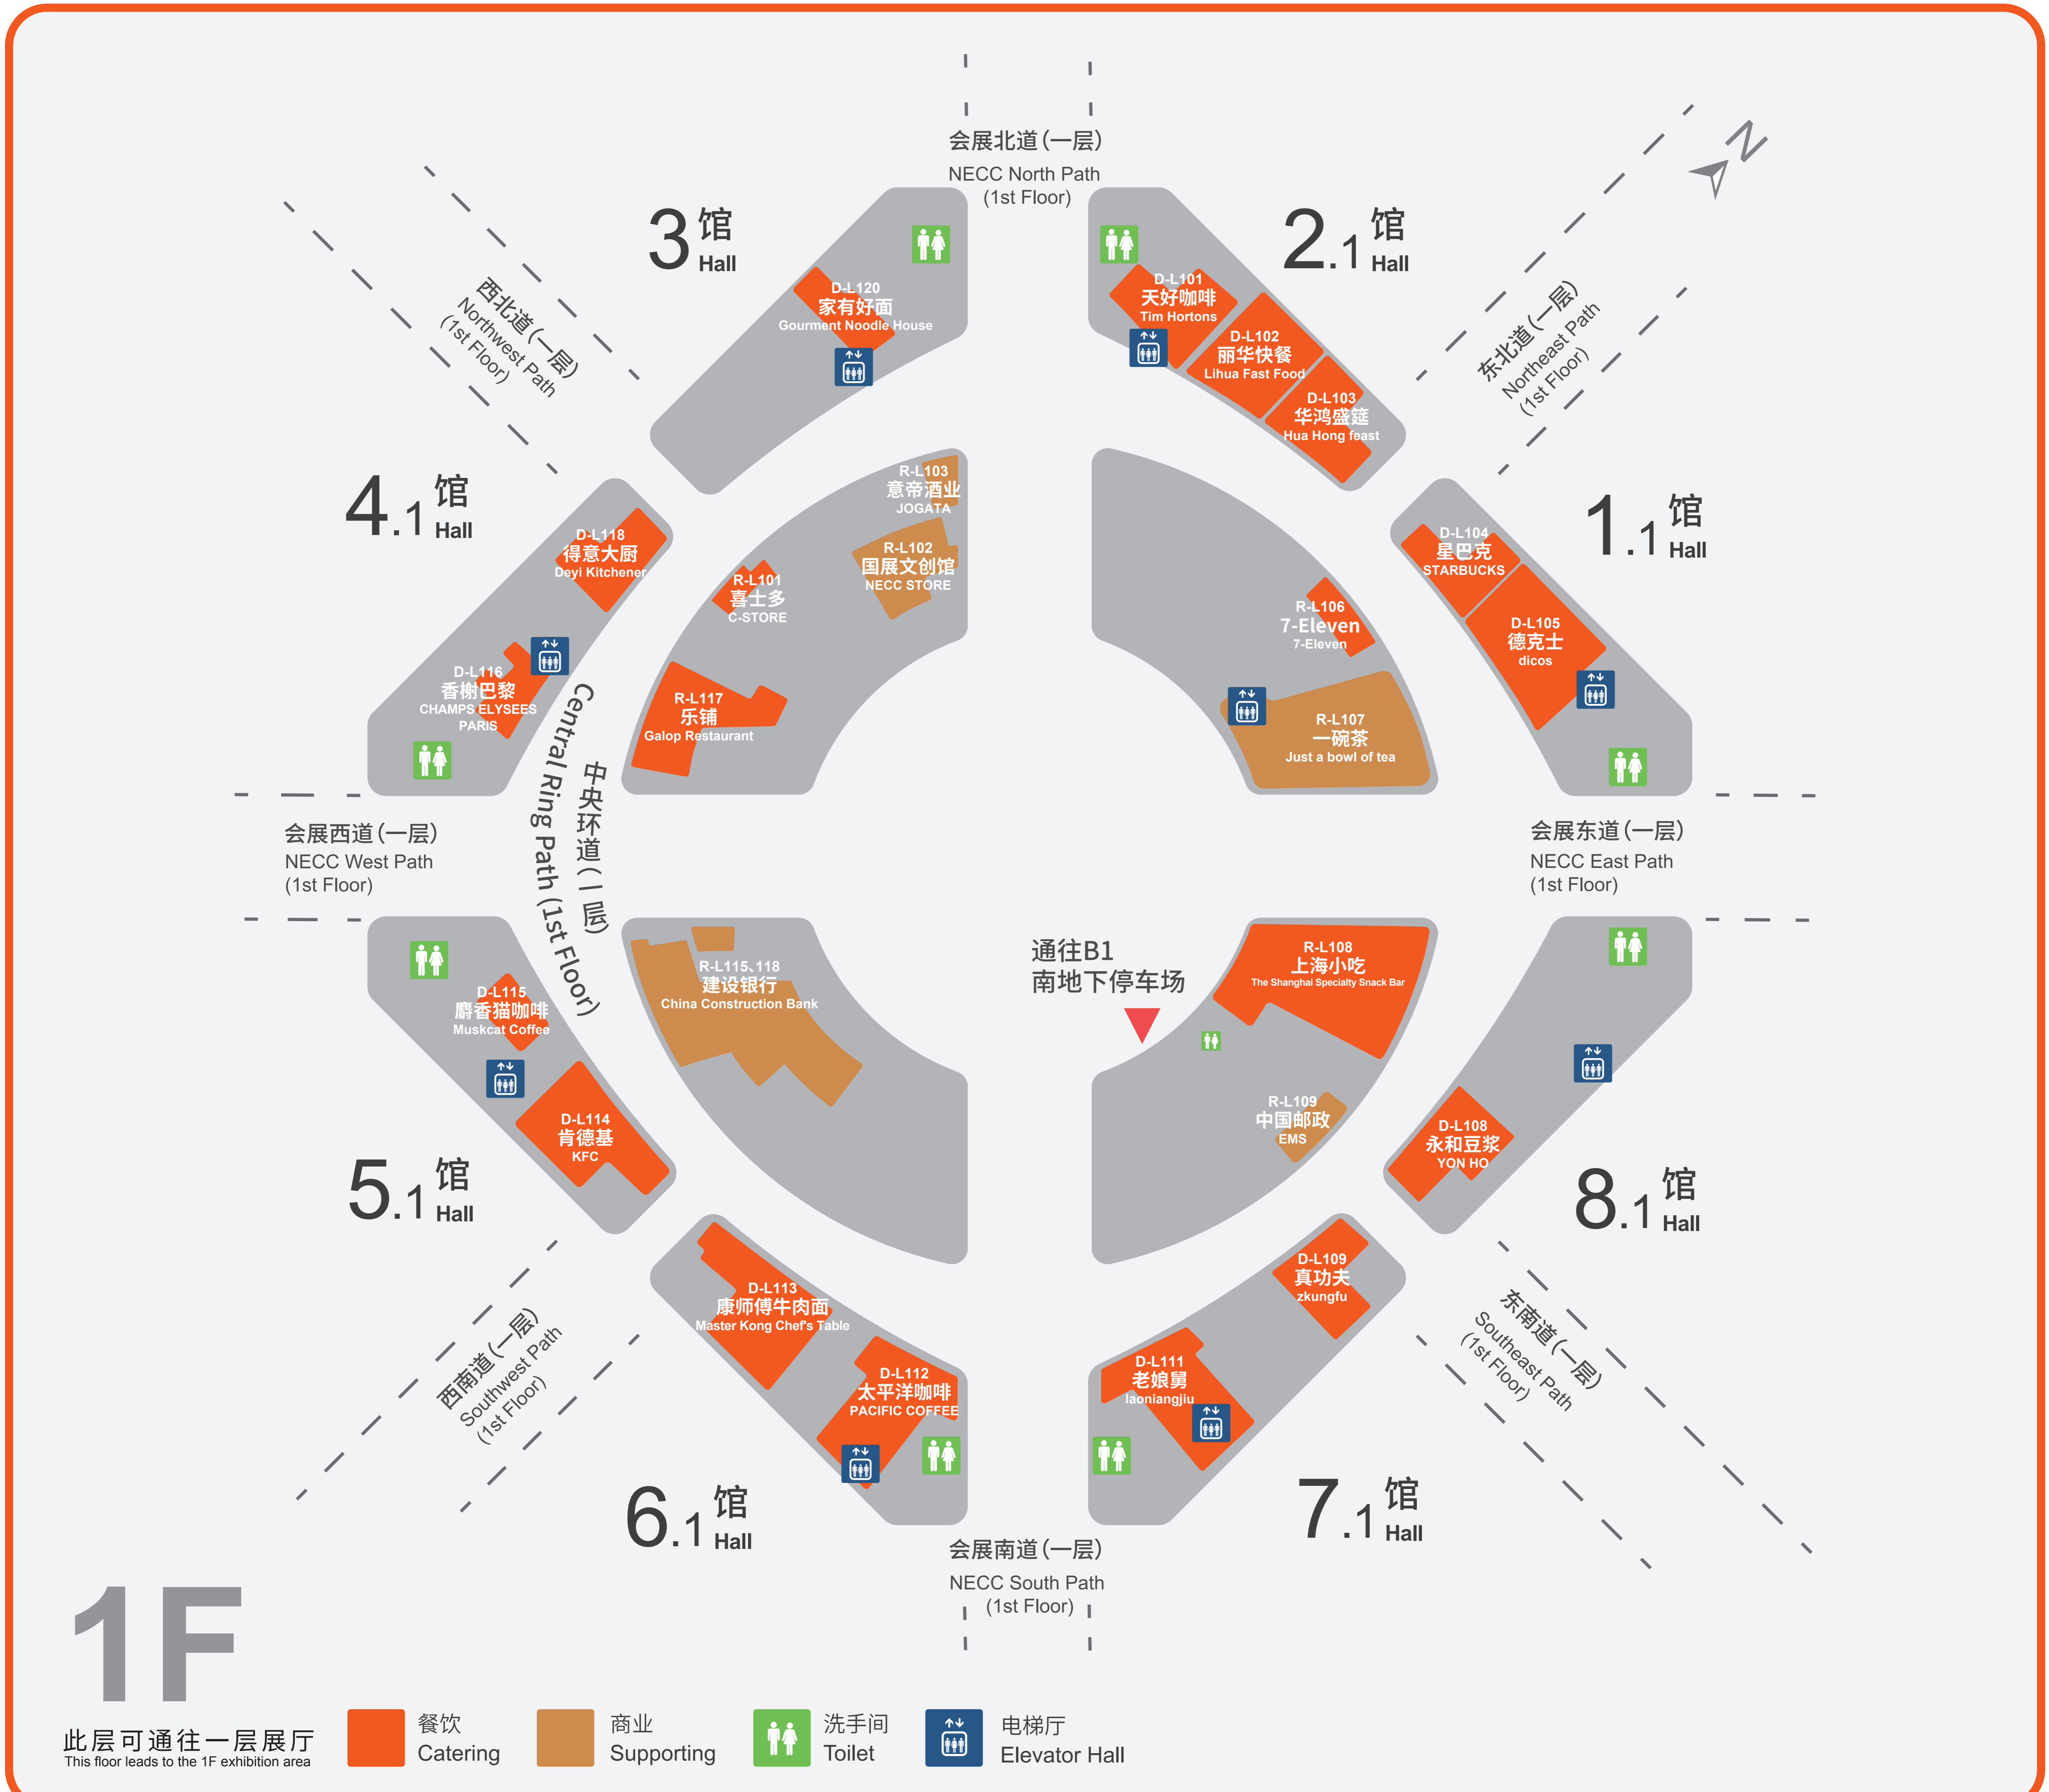 会展北道（一层）
NECC North Path
(1st Floor)
N
3 馆
Hall
2.1 馆
Hall
西北道（一层）
Northwest Path
(1st Floor)
东北道（一层）
Northeast Path
(1st Floor)
D-L120
家有好面
Gourment Noodle House
D-L101
天好咖啡
Tim Hortons
D-L102
丽华快餐
Lihua Fast Food
D-L103
华鸿盛筵
Hua Hong feast
4.1 馆
Hall
1.1 馆
Hall
D-L118
得意大厨
Deyi Kitchener
D-L116
香榭巴黎
CHAMPS ELYSEES
PARIS
R-L103
意帝酒业
JOGATA
R-L102
国展文创馆
NECC STORE
R-L101
喜士多
C-STORE
R-L117
乐铺
Galop Restaurant
R-L106
7-Eleven
7-Eleven
R-L107
一碗茶
Just a bowl of tea
D-L104
星巴克
STARBUCKS
D-L105
德克士
dicos
中央环道（一层）
Central Ring Path (1st Floor)
会展西道（一层）
NECC West Path
(1st Floor)
会展东道（一层）
NECC East Path
(1st Floor)
D-L115
麝香猫咖啡
Muskcat Coffee
D-L114
肯德基
KFC
R-L115、118
建设银行
China Construction Bank
通往B1
南地下停车场
R-L108
上海小吃
The Shanghai Specialty Snack Bar
R-L109
中国邮政
EMS
D-L108
永和豆浆
YON HO
5.1 馆
Hall
8.1 馆
Hall
D-L113
康师傅牛肉面
Master Kong Chef's Table
D-L112
太平洋咖啡
PACIFIC COFFEE
D-L109
真功夫
zkungfu
D-L111
老娘舅
laoniangjiu
西南道（一层）
Southwest Path
(1st Floor)
东南道（一层）
Southeast Path
(1st Floor)
6.1 馆
Hall
7.1 馆
Hall
会展南道（一层）
NECC South Path
(1st Floor)
1F
此层可通往一层展厅
This floor leads to the 1F exhibition area
餐饮
Catering
商业
Supporting
洗手间
Toilet
电梯厅
Elevator Hall